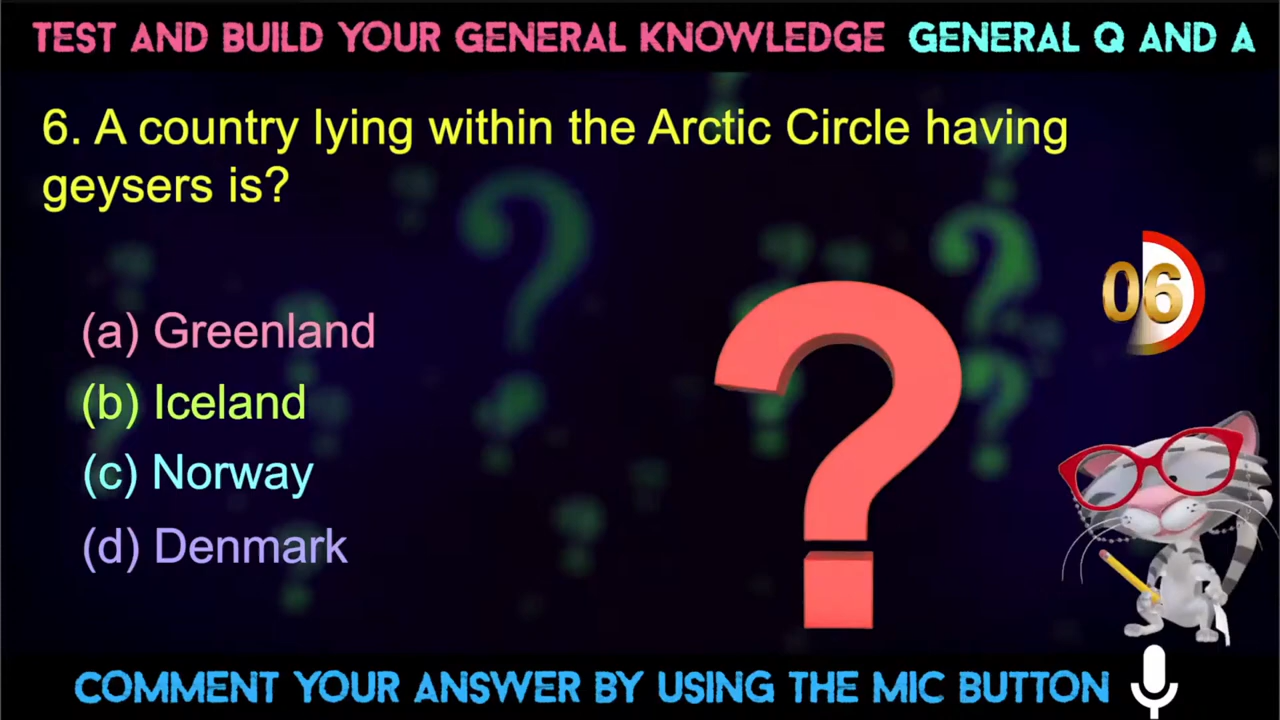 TEST AND BUILD YOUR GENERAL KNOWLEDGE GENERAL Q AND A
6. A country lying within the Arctic Circle having
geysers is?
(a) Greenland
(b) Iceland
(c) Norway
(d) Denmark
06
?
COMMENT YOUR ANSWER BY USING THE MIC BUTTON